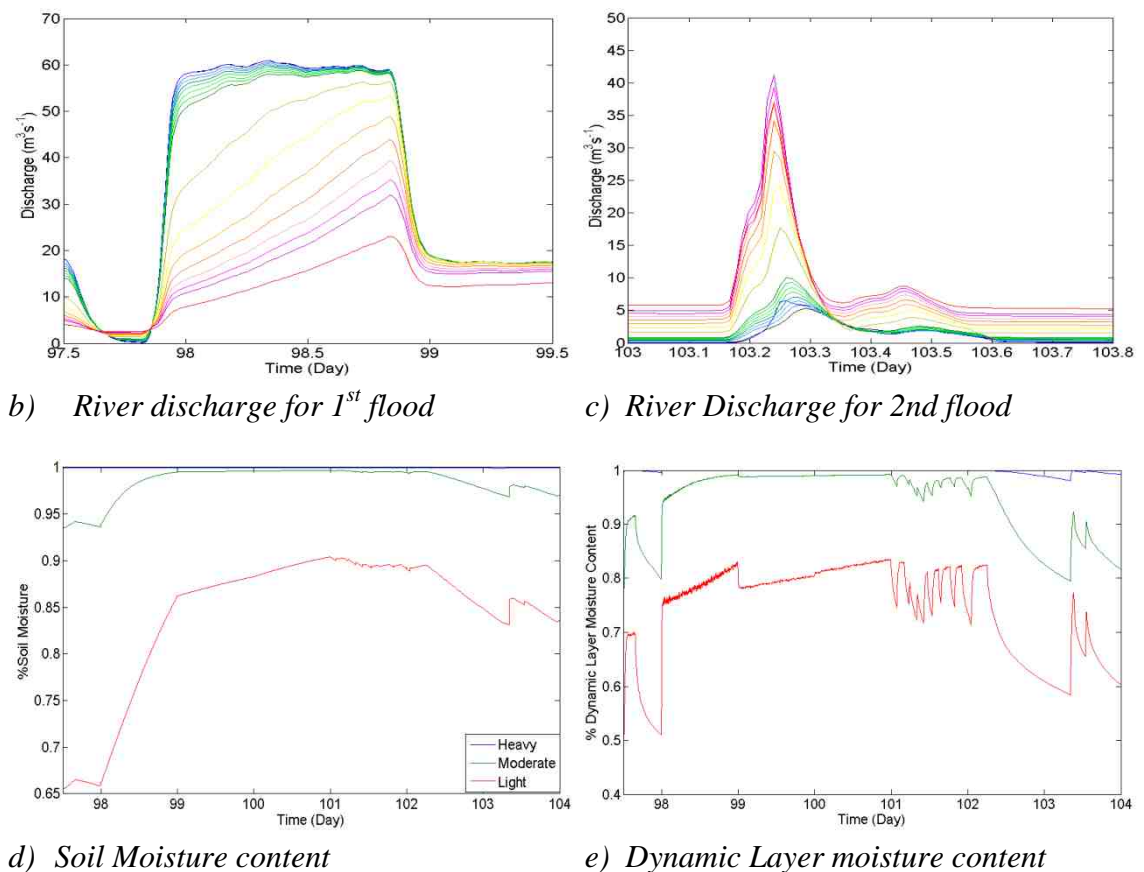 70
60
50
40
30
20
10
0
97.5 98 98.5 99 99.5
Discharge (m³s⁻¹)
Time (Day)
b) River discharge for 1st flood
50
45
40
35
30
25
20
15
10
5
0
103 103.1 103.2 103.3 103.4 103.5 103.6 103.7 103.8
Discharge (m³s⁻¹)
Time (Day)
c) River Discharge for 2nd flood
1
0.95
0.9
0.85
0.8
0.75
0.7
0.65
98 99 100 101 102 103 104
%Soil Moisture
Time (Day)
Heavy
Moderate
Light
d) Soil Moisture content
1
0.9
0.8
0.7
0.6
0.5
0.4
98 99 100 101 102 103 104
% Dynamic Layer Moisture Content
Time (Day)
e) Dynamic Layer moisture content